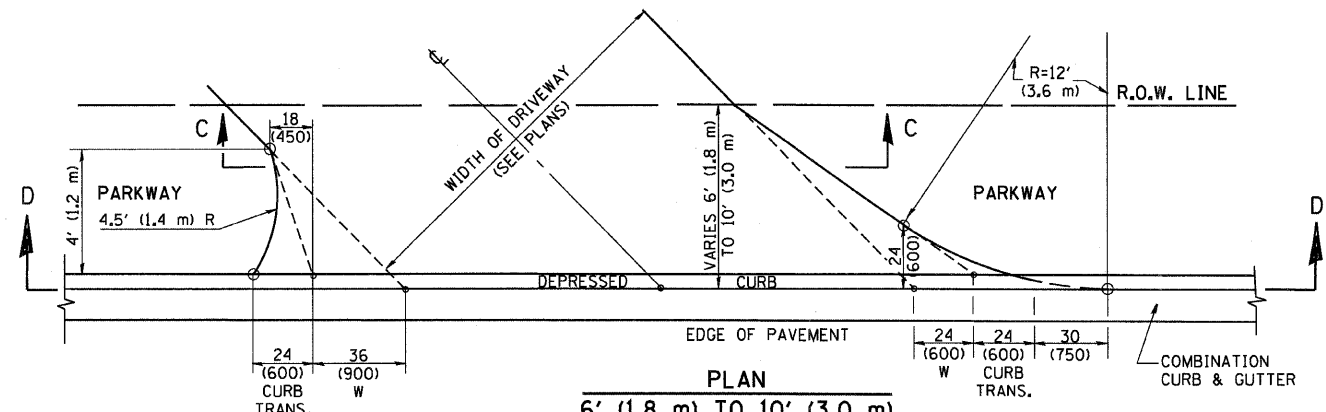 R=12'
(3.6 m)
R.O.W. LINE
18
(450)
C
C
WIDTH OF DRIVEWAY
(SEE PLANS)
PARKWAY
4.5' (1.4 m) R
4' (1.2 m)
D
VARIES 6' (1.8 m)
TO 10' (3.0 m)
PARKWAY
D
24
(600)
DEPRESSED CURB
EDGE OF PAVEMENT
24
(600)
CURB
TRANS.
36
(900)
W
24
(600)
W
24
(600)
CURB
TRANS.
30
(750)
COMBINATION
CURB & GUTTER
PLAN
6' (1.8 m) TO 10' (3.0 m)